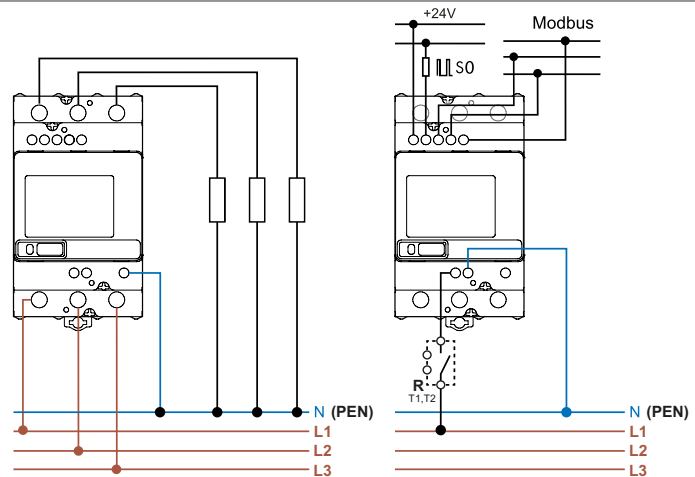 +24V
Modbus
S0
N (PEN)
L1
L2
L3
R
T1,T2
N (PEN)
L1
L2
L3